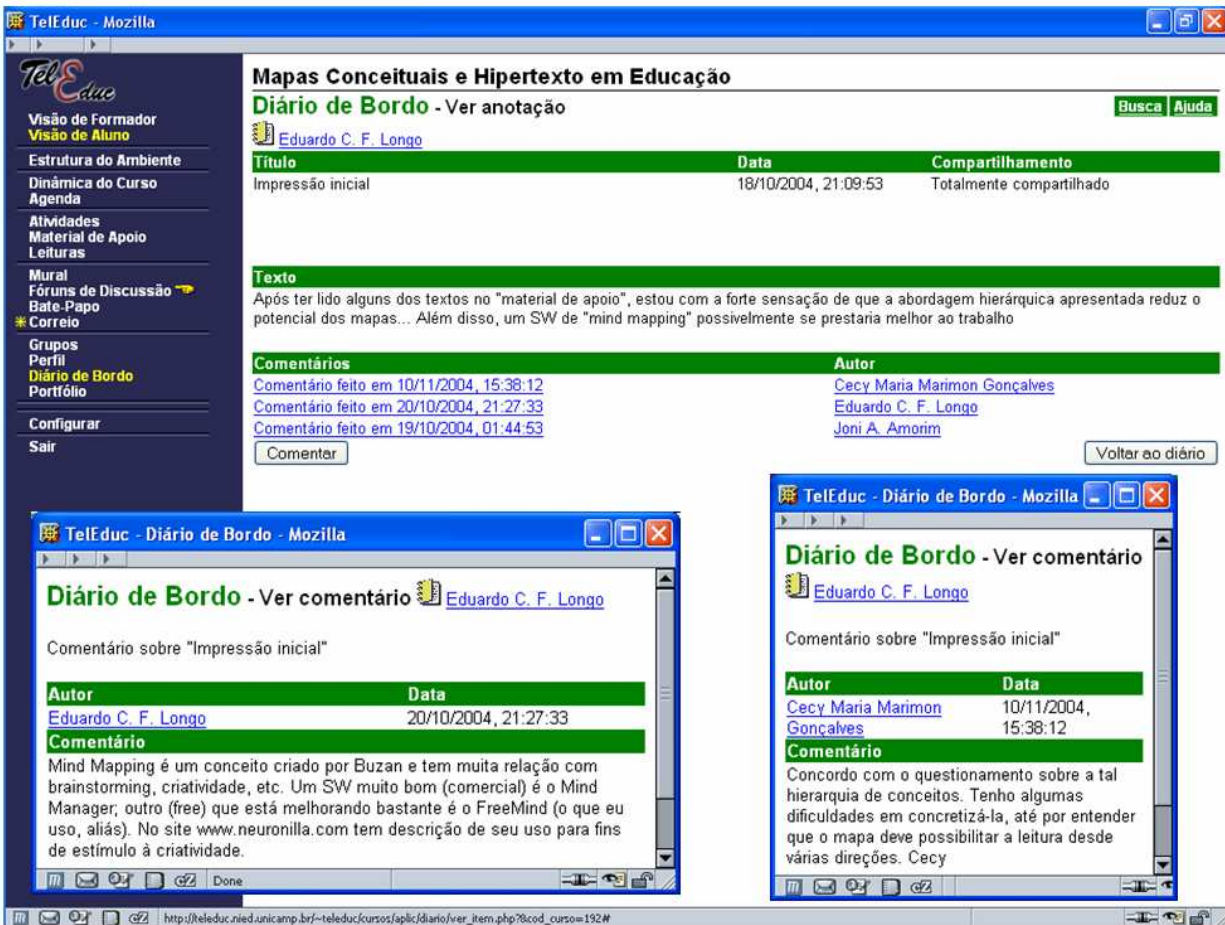 TelEduc - Mozilla
TelEduc
Visão de Formador
Visão de Aluno
Estrutura do Ambiente
Dinâmica do Curso
Agenda
Atividades
Material de Apoio
Leituras
Mural
Fóruns de Discussão
Bate-Papo
Correio
Grupos
Perfil
Diário de Bordo
Portfólio
Configurar
Sair
Mapas Conceituais e Hipertexto em Educação
Diário de Bordo - Ver anotação
Busca Ajuda
Eduardo C. F. Longo
Título Data Compartilhamento
Impressão inicial 18/10/2004, 21:09:53 Totalmente compartilhado
Texto
Após ter lido alguns dos textos no "material de apoio", estou com a forte sensação de que a abordagem hierárquica apresentada reduz o
potencial dos mapas... Além disso, um SW de "mind mapping" possivelmente se prestaria melhor ao trabalho
Comentários Autor
Comentário feito em 10/11/2004, 15:38:12 Cecy Maria Marimon Gonçalves
Comentário feito em 20/10/2004, 21:27:33 Eduardo C. F. Longo
Comentário feito em 19/10/2004, 01:44:53 Joni A. Amorim
Comentar Voltar ao diário
TelEduc - Diário de Bordo - Mozilla
Diário de Bordo - Ver comentário Eduardo C. F. Longo
Comentário sobre "Impressão inicial"
Autor Data
Eduardo C. F. Longo 20/10/2004, 21:27:33
Comentário
Mind Mapping é um conceito criado por Buzan e tem muita relação com
brainstorming, criatividade, etc. Um SW muito bom (comercial) é o Mind
Manager; outro (free) que está melhorando bastante é o FreeMind (o que eu
uso, aliás). No site www.neuronilla.com tem descrição de seu uso para fins
de estímulo à criatividade.
Done
TelEduc - Diário de Bordo - Mozilla
Diário de Bordo - Ver comentário
Eduardo C. F. Longo
Comentário sobre "Impressão inicial"
Autor Data
Cecy Maria Marimon 10/11/2004,
Gonçalves 15:38:12
Comentário
Concordo com o questionamento sobre a tal
hierarquia de conceitos. Tenho algumas
dificuldades em concretizá-la, até por entender
que o mapa deve possibilitar a leitura desde
várias direções. Cecy
http://teleduc.nied.unicamp.br/~teleduc/cursos/aplic/diario/ver_item.php?&cod_curso=192#